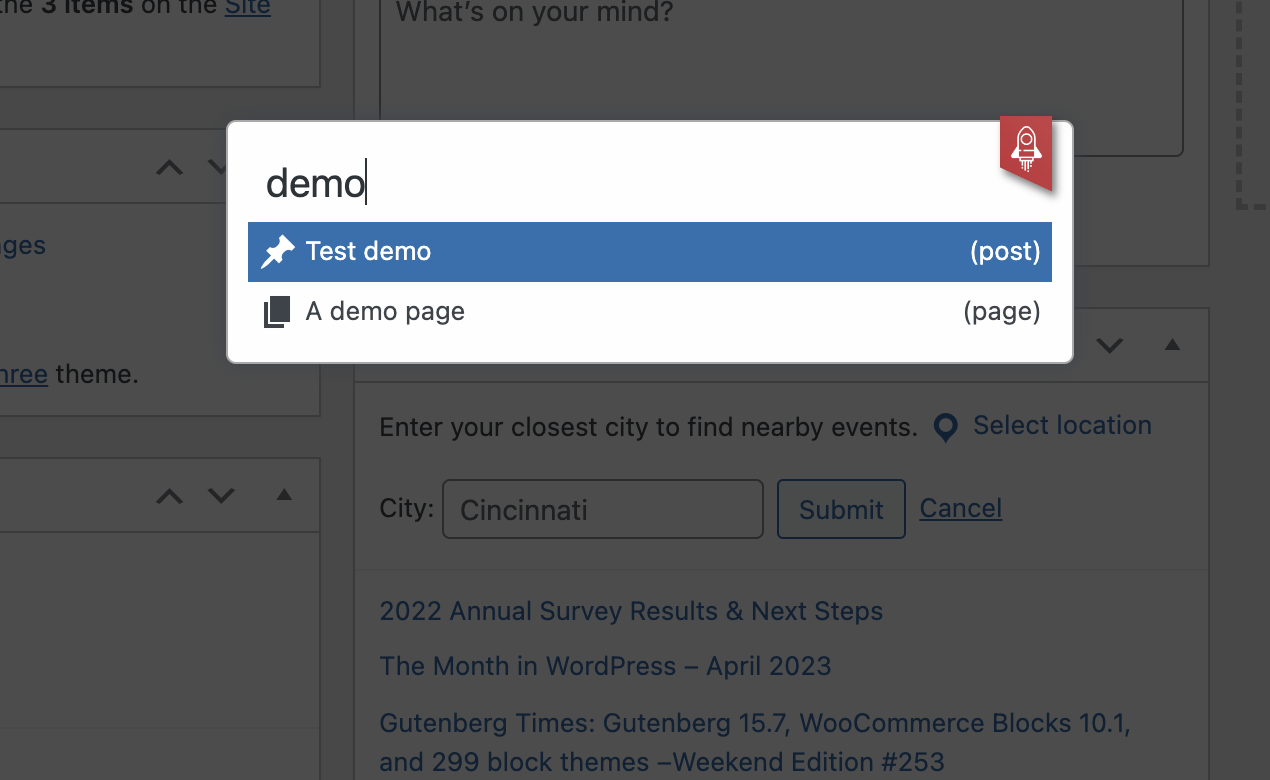 the 3 items on the Site
What's on your mind?
demo
Test demo (post)
A demo page (page)
theme.
Enter your closest city to find nearby events. Select location
City: Cincinnati Submit Cancel
2022 Annual Survey Results & Next Steps
The Month in WordPress – April 2023
Gutenberg Times: Gutenberg 15.7, WooCommerce Blocks 10.1,
and 299 block themes –Weekend Edition #253